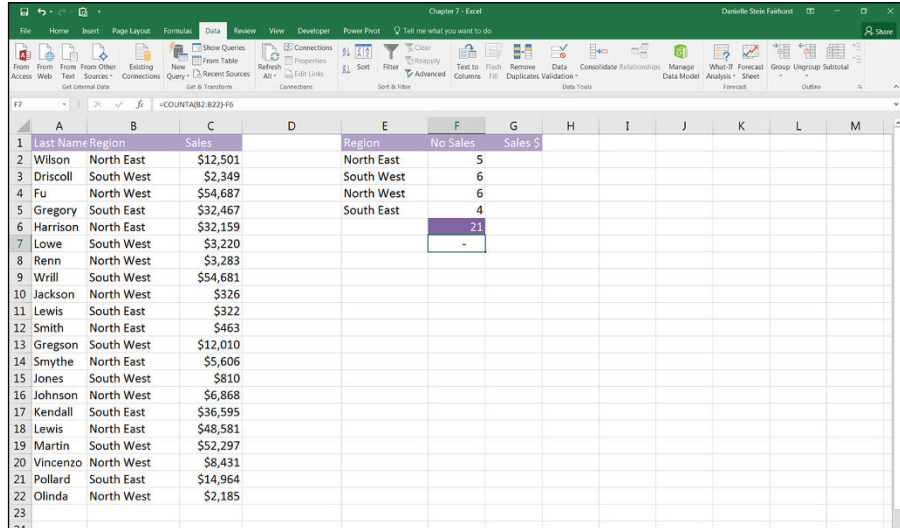 Chapter 7 - Excel
Danielle Stein Fairhurst
File Home Insert Page Layout Formulas Data Review View Developer Power Pivot Tell me what you want to do Share
From Access
From Web
From Text
From Other Sources
Existing Connections
Get External Data
New Query
Show Queries
From Table
Recent Sources
Get & Transform
Refresh All
Connections
Properties
Edit Links
Connections
Sort
Filter
Clear
Reapply
Advanced
Sort & Filter
Text to Columns
Flash Fill
Remove Duplicates
Data Validation
Consolidate
Relationships
Manage Data Model
Data Tools
What-If Analysis
Forecast Sheet
Forecast
Group
Ungroup
Subtotal
Outline
F7 fx =COUNTA(B2:B22)-F6
A B C D E F G H I J K L M
1 Last Name Region Sales Region No Sales Sales $
2 Wilson North East $12,501 North East 5
3 Driscoll South West $2,349 South West 6
4 Fu North West $54,687 North West 6
5 Gregory South East $32,467 South East 4
6 Harrison North East $32,159 21
7 Lowe South West $3,220 -
8 Renn North West $3,283
9 Wrill South West $54,681
10 Jackson North West $326
11 Lewis South East $322
12 Smith North East $463
13 Gregson South West $12,010
14 Smythe North East $5,606
15 Jones South West $810
16 Johnson North West $6,868
17 Kendall South East $36,595
18 Lewis North East $48,581
19 Martin South West $52,297
20 Vincenzo North West $8,431
21 Pollard South East $14,964
22 Olinda North West $2,185
23